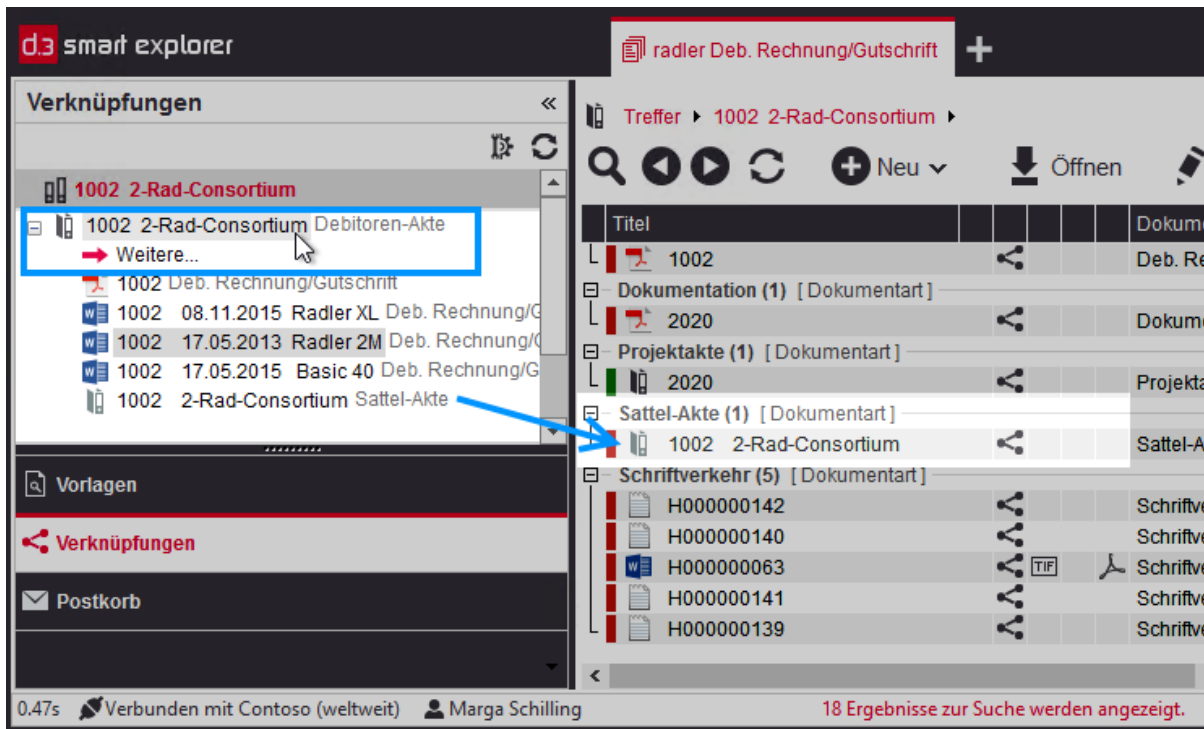 d.3 smart explorer
radler Deb. Rechnung/Gutschrift
Verknüpfungen «
1002 2-Rad-Consortium
1002 2-Rad-Consortium Debitoren-Akte
Weitere...
1002 Deb. Rechnung/Gutschrift
1002 08.11.2015 Radler XL Deb. Rechnung/G
1002 17.05.2013 Radler 2M Deb. Rechnung/
1002 17.05.2015 Basic 40 Deb. Rechnung/G
1002 2-Rad-Consortium Sattel-Akte
Vorlagen
Verknüpfungen
Postkorb
Treffer 1002 2-Rad-Consortium
Neu Öffnen
Titel Dokume
1002 Deb. Re
Dokumentation (1) [Dokumentart]
2020 Dokume
Projektakte (1) [Dokumentart]
2020 Projekta
Sattel-Akte (1) [Dokumentart]
1002 2-Rad-Consortium Sattel-A
Schriftverkehr (5) [Dokumentart]
H000000142 Schriftve
H000000140 Schriftve
H000000063 TIF Schriftve
H000000141 Schriftve
H000000139 Schriftve
0.47s Verbunden mit Contoso (weltweit) Marga Schilling 18 Ergebnisse zur Suche werden angezeigt.